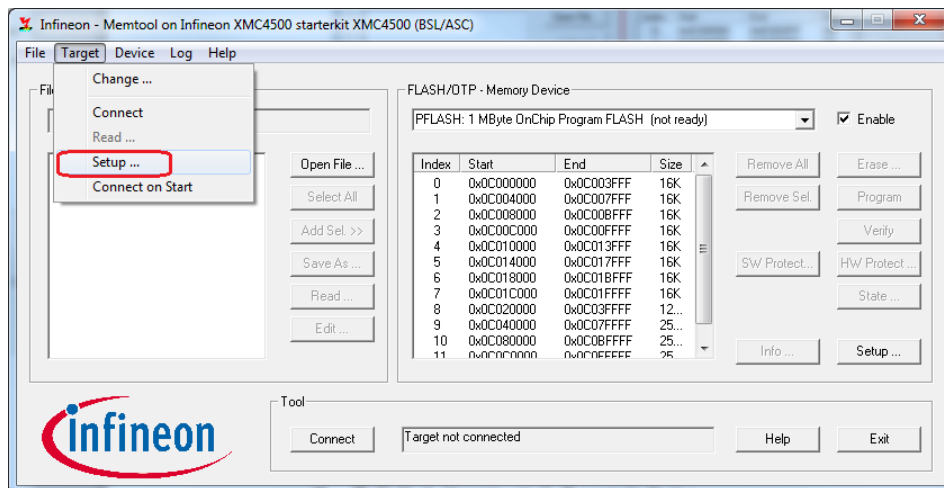 Infineon - Memtool on Infineon XMC4500 starterkit XMC4500 (BSL/ASC)
File Target Device Log Help
Change ...
Connect
Read ...
Setup ...
Connect on Start
Open File ...
Select All
Add Sel. >>
Save As ...
Read ...
Edit ...
FLASH/OTP - Memory Device
PFLASH: 1 MByte OnChip Program FLASH (not ready)
Enable
Index Start End Size
0 0x0C000000 0x0C003FFF 16K
1 0x0C004000 0x0C007FFF 16K
2 0x0C008000 0x0C00BFFF 16K
3 0x0C00C000 0x0C00FFFF 16K
4 0x0C010000 0x0C013FFF 16K
5 0x0C014000 0x0C017FFF 16K
6 0x0C018000 0x0C01BFFF 16K
7 0x0C01C000 0x0C01FFFF 16K
8 0x0C020000 0x0C03FFFF 12...
9 0x0C040000 0x0C07FFFF 25...
10 0x0C080000 0x0C0BFFFF 25...
11 0x0C0C0000 0x0C0FFFFF 25
Remove All
Remove Sel.
SW Protect...
Info ...
Erase ...
Program
Verify
HW Protect ...
State ...
Setup ...
infineon
Tool
Connect
Target not connected
Help
Exit